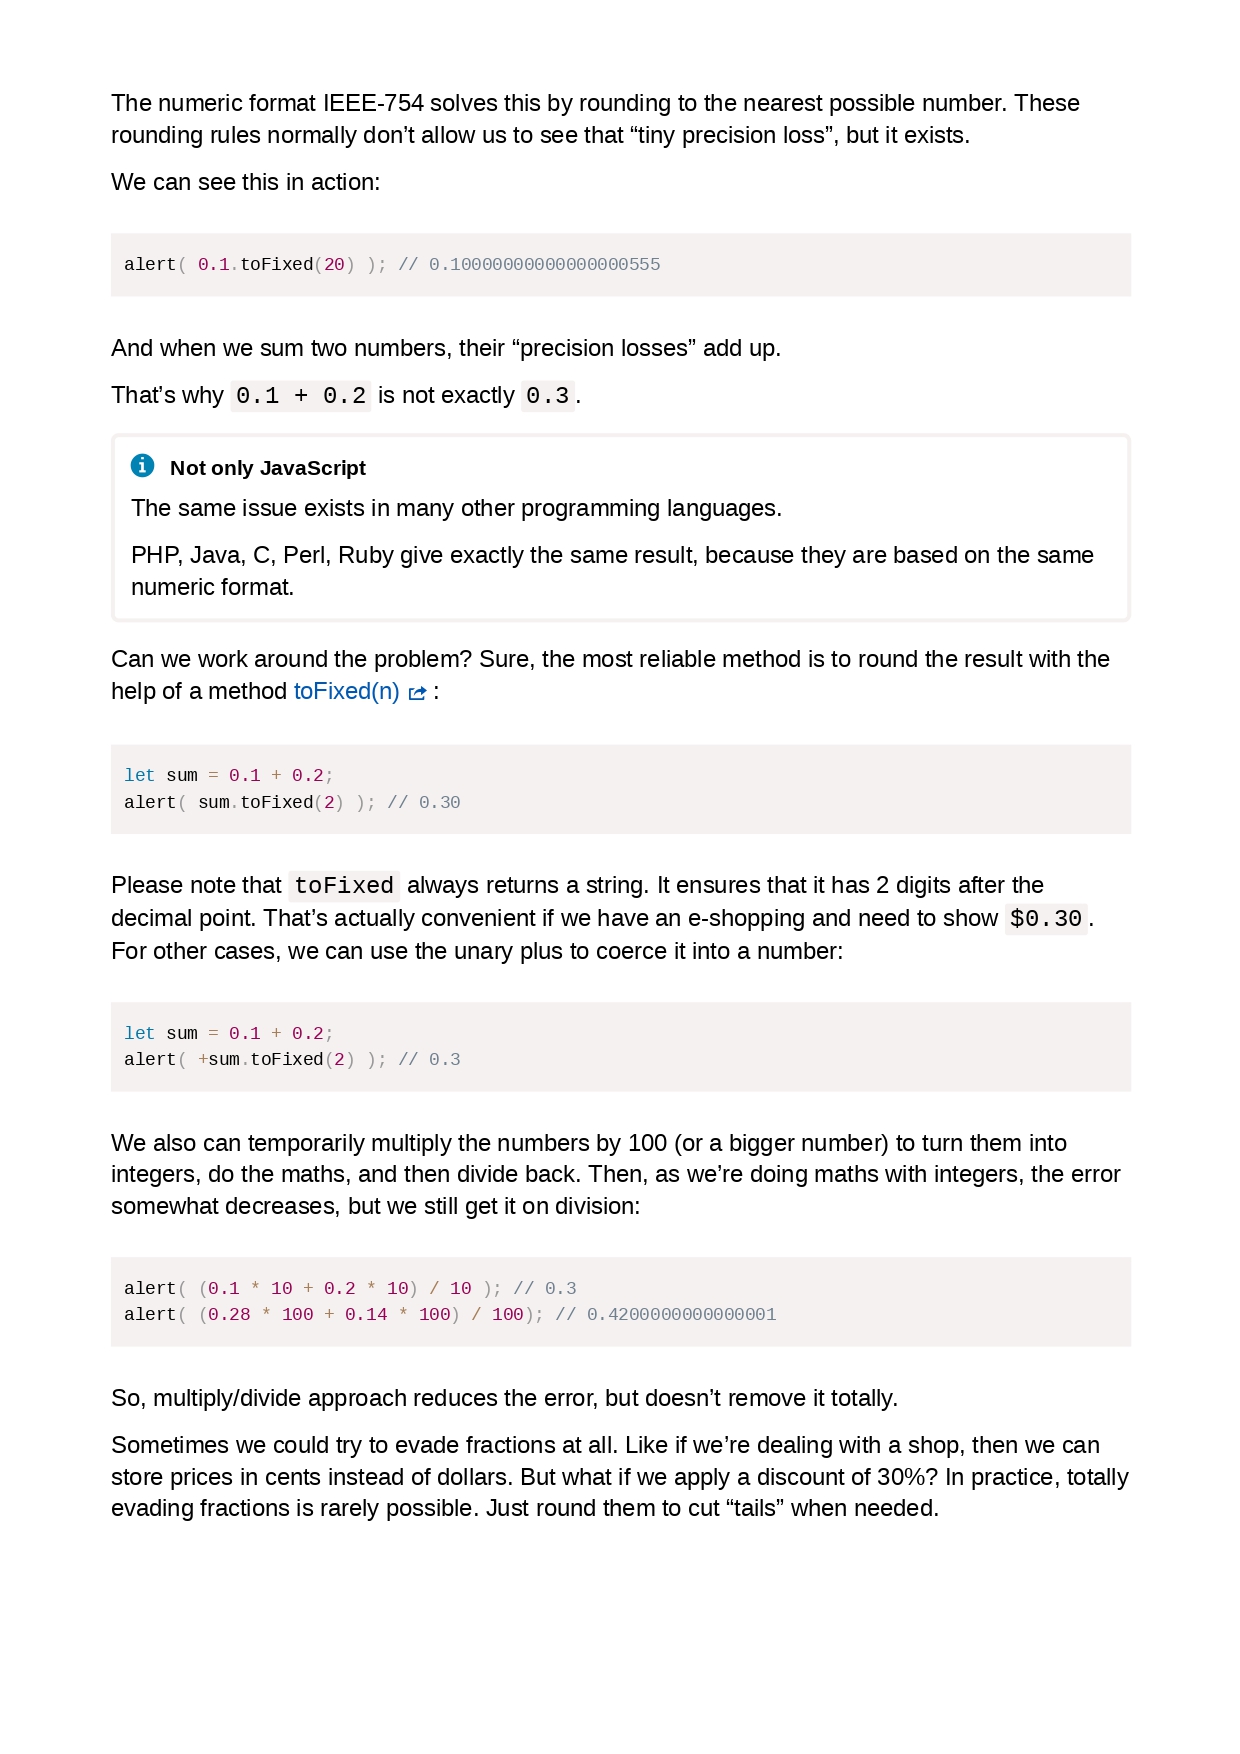 The numeric format IEEE-754 solves this by rounding to the nearest possible number. These
rounding rules normally don’t allow us to see that “tiny precision loss”, but it exists.
We can see this in action:
alert( 0.1.toFixed(20) ); // 0.10000000000000000555
And when we sum two numbers, their “precision losses” add up.
That’s why 0.1 + 0.2 is not exactly 0.3.
Not only JavaScript
The same issue exists in many other programming languages.
PHP, Java, C, Perl, Ruby give exactly the same result, because they are based on the same
numeric format.
Can we work around the problem? Sure, the most reliable method is to round the result with the
help of a method toFixed(n) :
let sum = 0.1 + 0.2;
alert( sum.toFixed(2) ); // 0.30
Please note that toFixed always returns a string. It ensures that it has 2 digits after the
decimal point. That’s actually convenient if we have an e-shopping and need to show $0.30.
For other cases, we can use the unary plus to coerce it into a number:
let sum = 0.1 + 0.2;
alert( +sum.toFixed(2) ); // 0.3
We also can temporarily multiply the numbers by 100 (or a bigger number) to turn them into
integers, do the maths, and then divide back. Then, as we’re doing maths with integers, the error
somewhat decreases, but we still get it on division:
alert( (0.1 * 10 + 0.2 * 10) / 10 ); // 0.3
alert( (0.28 * 100 + 0.14 * 100) / 100); // 0.4200000000000001
So, multiply/divide approach reduces the error, but doesn’t remove it totally.
Sometimes we could try to evade fractions at all. Like if we’re dealing with a shop, then we can
store prices in cents instead of dollars. But what if we apply a discount of 30%? In practice, totally
evading fractions is rarely possible. Just round them to cut “tails” when needed.